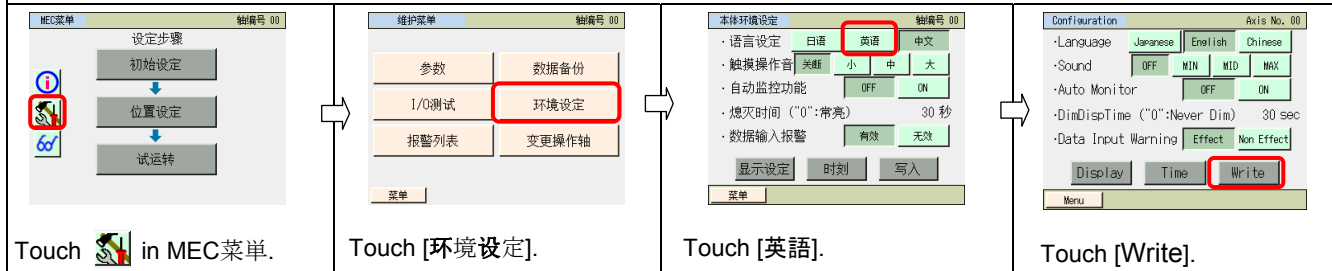 MEC菜单 轴编号 00
设定步骤
初始设定
位置设定
试运转
Touch in MEC菜単.
维护菜单 轴编号 00
参数 数据备份
I/O测试 环境设定
报警列表 变更操作轴
菜单
Touch [环境设定].
本体环境设定 轴编号 00
·语言设定 日语 英语 中文
·触摸操作音 关断 小 中 大
·自动监控功能 OFF ON
·熄灭时间 ("0":常亮) 30 秒
·数据输入报警 有效 无效
显示设定 时刻 写入
菜单
Touch [英語].
Configuration Axis No. 00
·Language Japanese English Chinese
·Sound OFF MIN MID MAX
·Auto Monitor OFF ON
·DimDispTime ("0":Never Dim) 30 sec
·Data Input Warning Effect Non Effect
Display Time Write
Menu
Touch [Write].